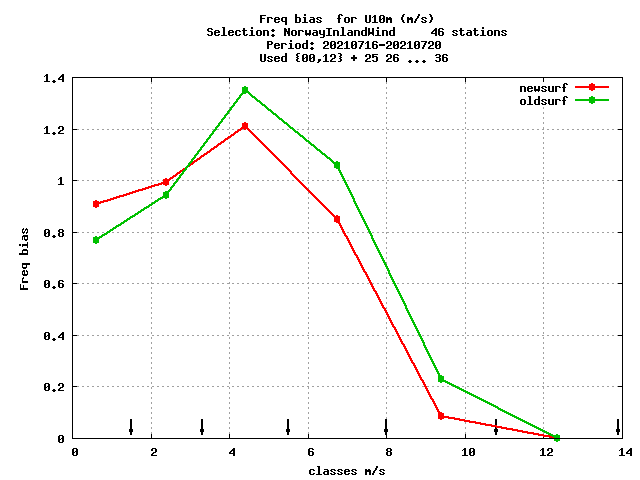 Freq bias  for U10m (m/s)
Selection: NorwayInlandWind     46 stations
Period: 20210716-20210720
Used {00,12} + 25 26 ... 36
newsurf
oldsurf
1.4
1.2
1
0.8
0.6
0.4
0.2
0
Freq bias
0 2 4 6 8 10 12 14
classes m/s